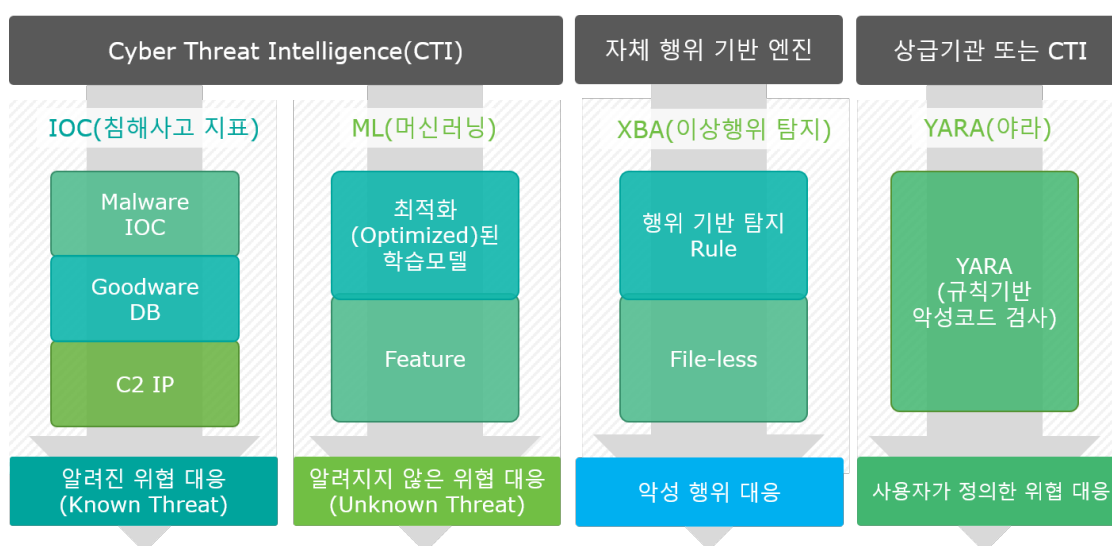 Cyber Threat Intelligence(CTI)
자체 행위 기반 엔진
상급기관 또는 CTI
IOC(침해사고 지표)
ML(머신러닝)
XBA(이상행위 탐지)
YARA(야라)
Malware
IOC
Goodware
DB
C2 IP
최적화
(Optimized)된
학습모델
Feature
행위 기반 탐지
Rule
File-less
YARA
(규칙기반
악성코드 검사)
알려진 위협 대응
(Known Threat)
알려지지 않은 위협 대응
(Unknown Threat)
악성 행위 대응
사용자가 정의한 위협 대응